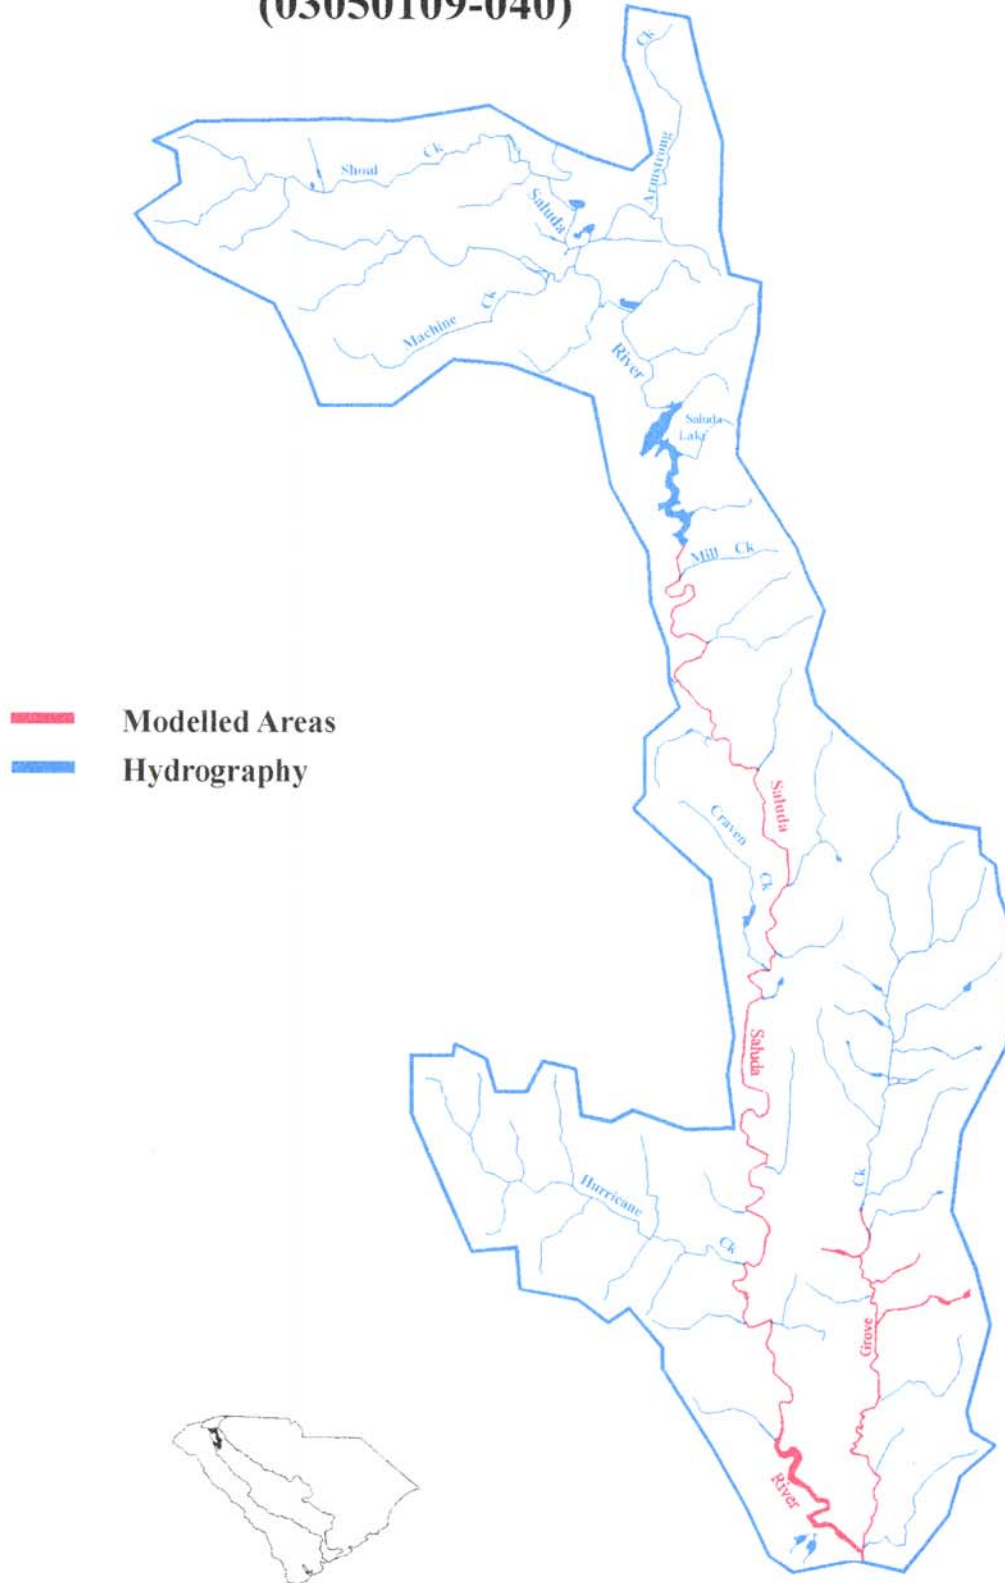 (03050109-040)
Ck
Armstrong
Shoal Ck
Saluda
Machine Ck
River
Saluda
Lake
Mill Ck
Modelled Areas
Hydrography
Saluda
Craven
Ck
Saluda
Ck
Hurricane
Ck
Grove
River